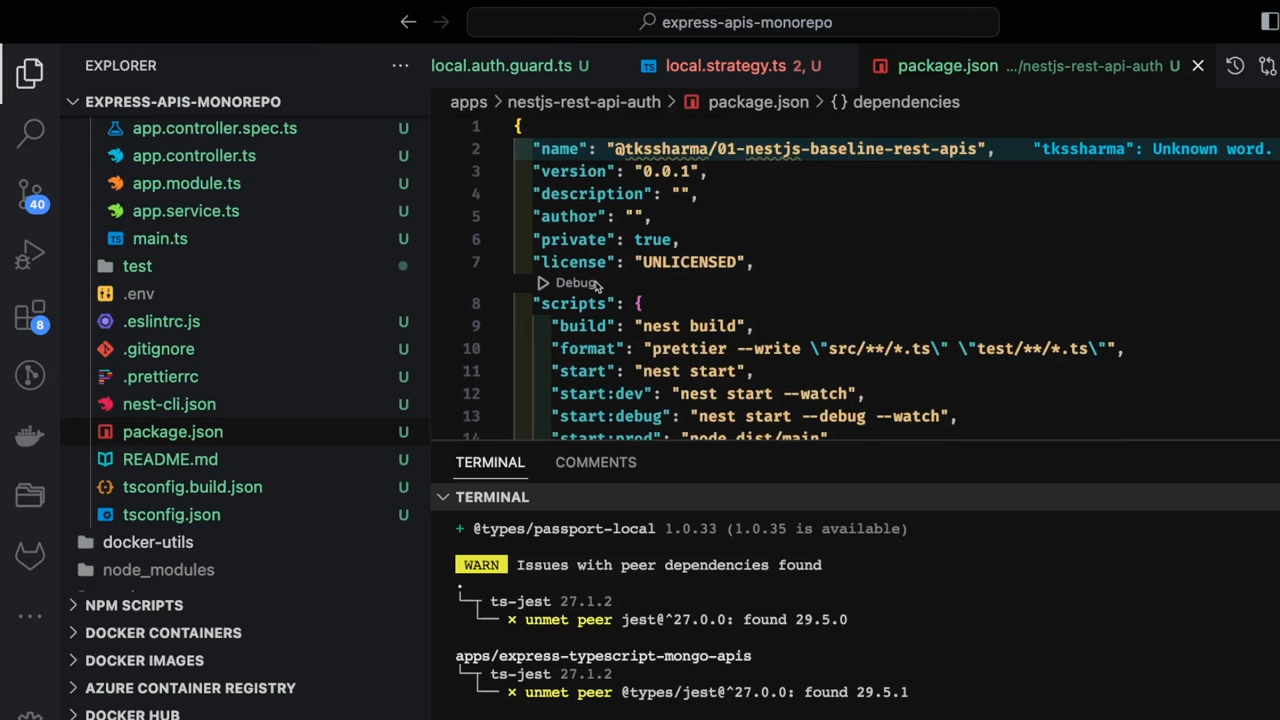 express-apis-monorepo
EXPLORER
EXPRESS-APIS-MONOREPO
app.controller.spec.ts U
app.controller.ts U
app.module.ts U
app.service.ts U
main.ts U
test
.env
.eslintrc.js U
.gitignore U
.prettierrc U
nest-cli.json U
package.json U
README.md U
tsconfig.build.json U
tsconfig.json U
docker-utils
node_modules
NPM SCRIPTS
DOCKER CONTAINERS
DOCKER IMAGES
AZURE CONTAINER REGISTRY
DOCKER HUB
40
8
local.auth.guard.ts U
TS local.strategy.ts 2, U
package.json .../nestjs-rest-api-auth U
apps > nestjs-rest-api-auth > package.json > {} dependencies
1 {
2 "name": "@tkssharma/01-nestjs-baseline-rest-apis", "tkssharma": Unknown word.
3 "version": "0.0.1",
4 "description": "",
5 "author": "",
6 "private": true,
7 "license": "UNLICENSED",
Debug
8 "scripts": {
9 "build": "nest build",
10 "format": "prettier --write \"src/**/*.ts\" \"test/**/*.ts\"",
11 "start": "nest start",
12 "start:dev": "nest start --watch",
13 "start:debug": "nest start --debug --watch",
14 "start:prod": "node dist/main"
TERMINAL COMMENTS
TERMINAL
+ @types/passport-local 1.0.33 (1.0.35 is available)
WARN Issues with peer dependencies found
.
└─┬ ts-jest 27.1.2
└── × unmet peer jest@^27.0.0: found 29.5.0
apps/express-typescript-mongo-apis
└─┬ ts-jest 27.1.2
└── × unmet peer @types/jest@^27.0.0: found 29.5.1